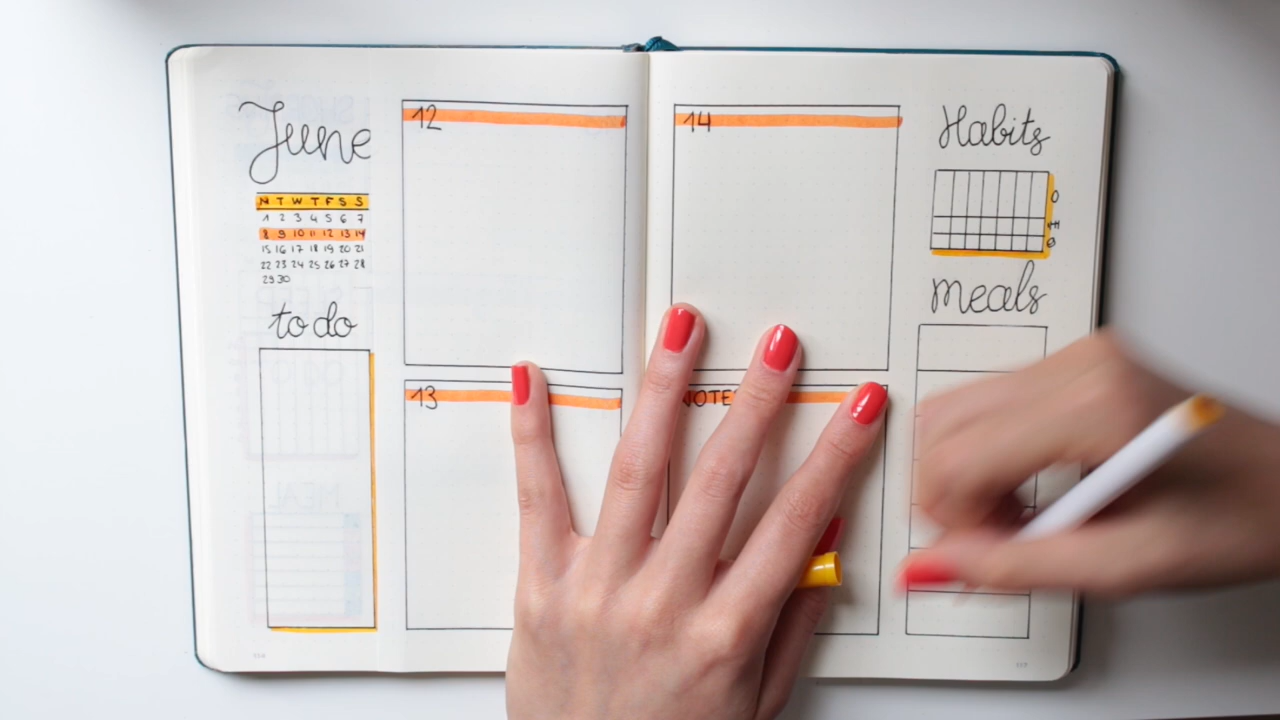 June
M T W T F S S
1 2 3 4 5 6 7
8 9 10 11 12 13 14
15 16 17 18 19 20 21
22 23 24 25 26 27 28
29 30
to do
12
13
14
NOTE
Habits
meals
117